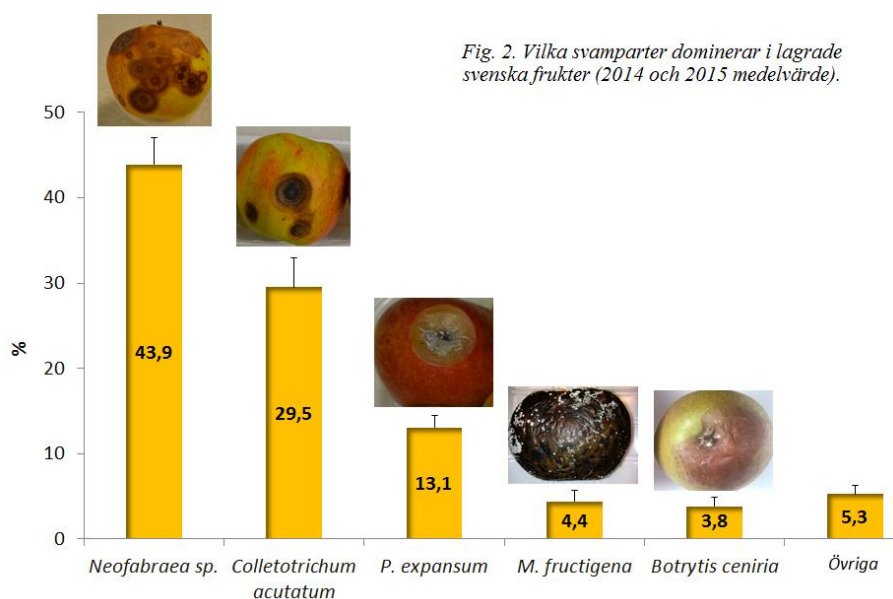 Fig. 2. Vilka svamparter dominerar i lagrade
svenska frukter (2014 och 2015 medelvärde).
50
40
30
20
10
0
%
43,9
29,5
13,1
4,4
3,8
5,3
Neofabraea sp.
Colletotrichum
acutatum
P. expansum
M. fructigena
Botrytis ceniria
Övriga